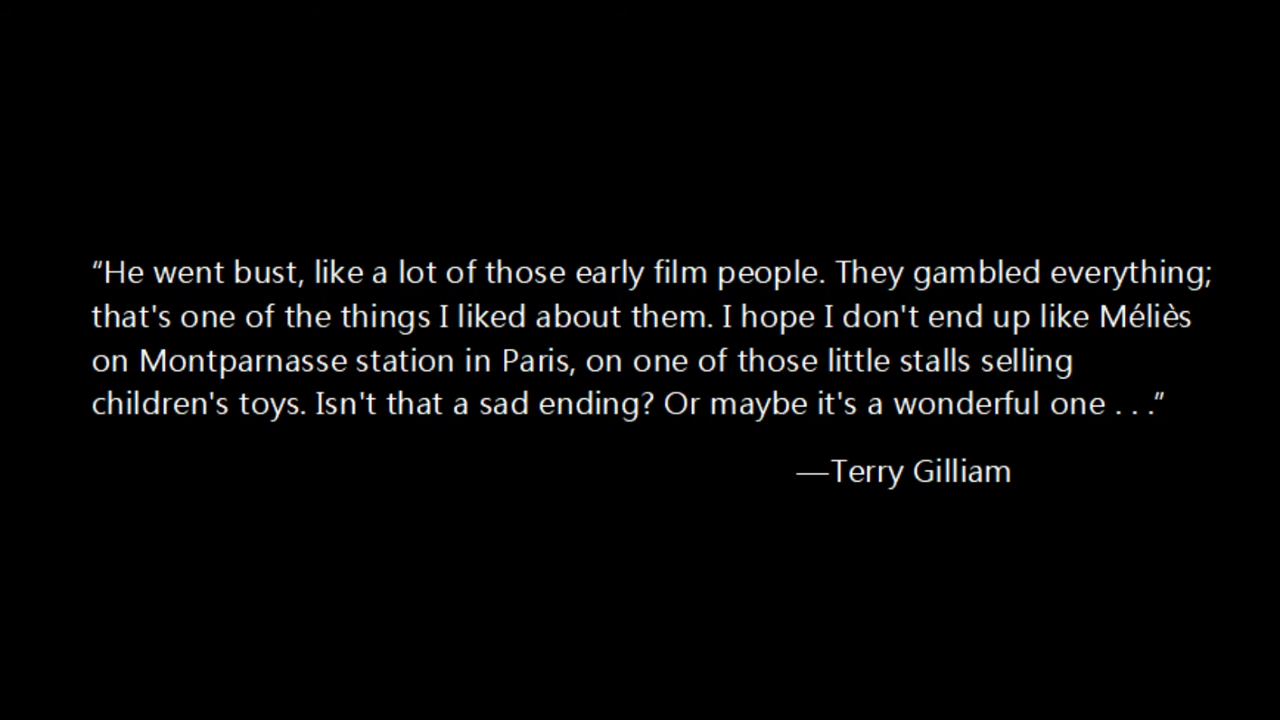 “He went bust, like a lot of those early film people. They gambled everything;
that's one of the things I liked about them. I hope I don't end up like Méliès
on Montparnasse station in Paris, on one of those little stalls selling
children's toys. Isn't that a sad ending? Or maybe it's a wonderful one . . .”
—Terry Gilliam